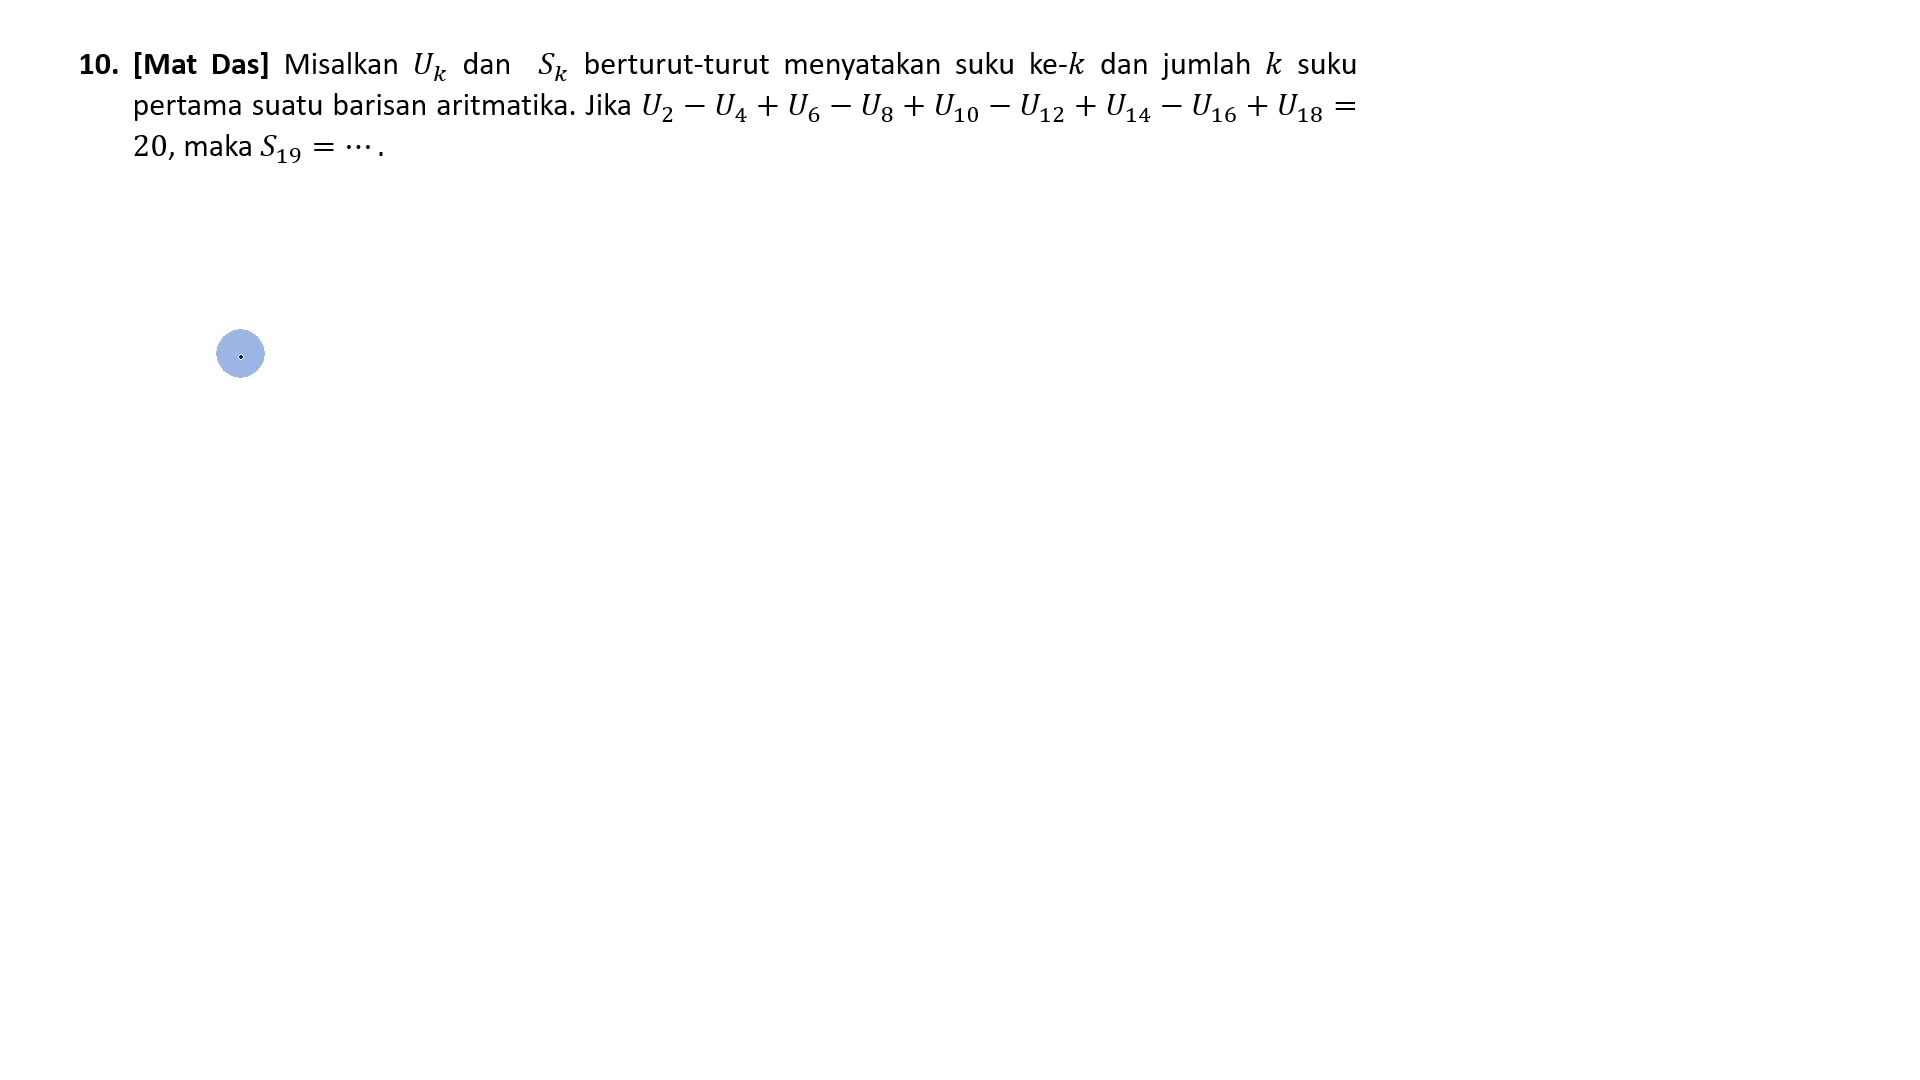 10. [Mat Das] Misalkan U_k dan S_k berturut-turut menyatakan suku ke-k dan jumlah k suku
pertama suatu barisan aritmatika. Jika U_2 − U_4 + U_6 − U_8 + U_10 − U_12 + U_14 − U_16 + U_18 =
20, maka S_19 = ⋯ .